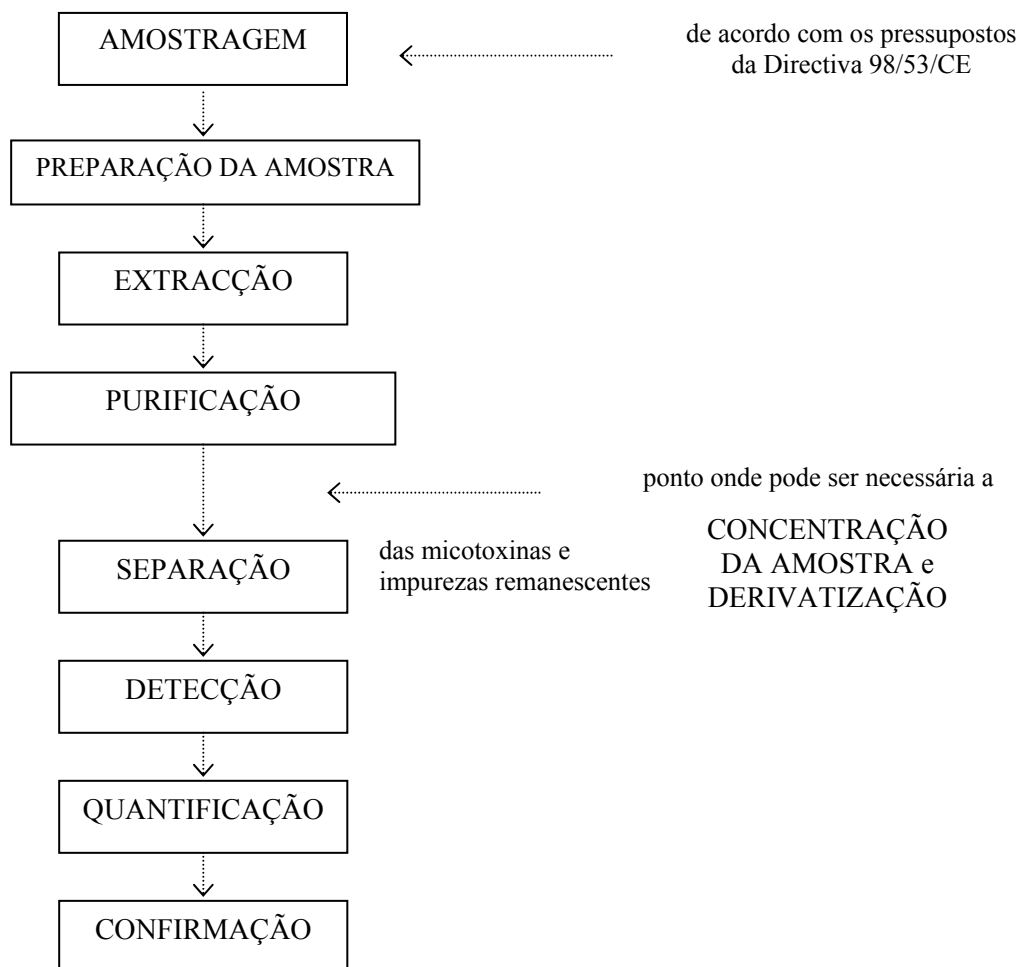 AMOSTRAGEM
de acordo com os pressupostos
da Directiva 98/53/CE
PREPARAÇÃO DA AMOSTRA
EXTRACÇÃO
PURIFICAÇÃO
ponto onde pode ser necessária a
CONCENTRAÇÃO
DA AMOSTRA e
DERIVATIZAÇÃO
SEPARAÇÃO
das micotoxinas e
impurezas remanescentes
DETECÇÃO
QUANTIFICAÇÃO
CONFIRMAÇÃO